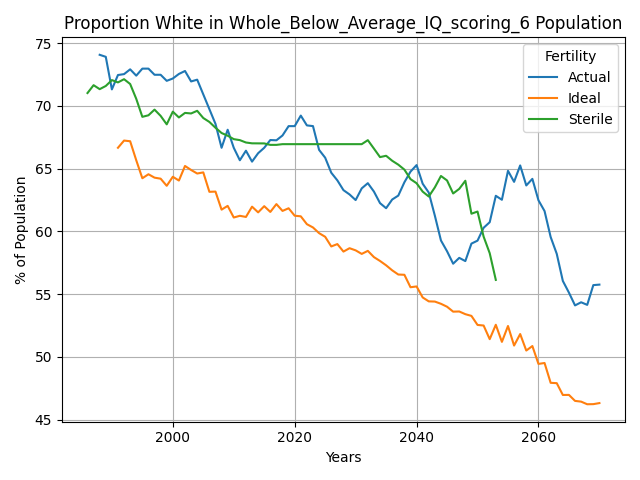 Proportion White in Whole_Below_Average_IQ_scoring_6 Population
Fertility
Actual
Ideal
Sterile
% of Population
75
70
65
60
55
50
45
2000
2020
2040
2060
Years